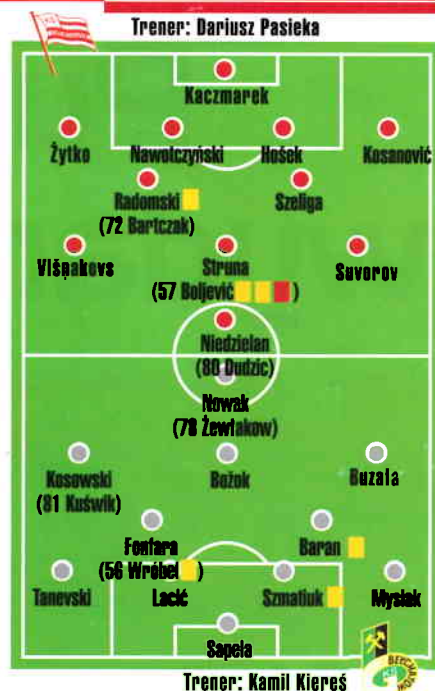 Trener: Dariusz Pasieka
Kaczmarek
Żytko Nawotczyński Hošek Kosanović
Radomski Szeliga
(72 Bartczak)
Višņakovs Struna Suvorov
(57 Boljević )
Niedzielan
(80 Dudzic)
Nowak
(78 Żewłakow)
Kosowski Božok Buzała
(81 Kuświk)
Fonfara Baran
(56 Wróbel )
Tanevski Lacić Szmatiuk Mysiak
Sapela
Trener: Kamil Kiereś